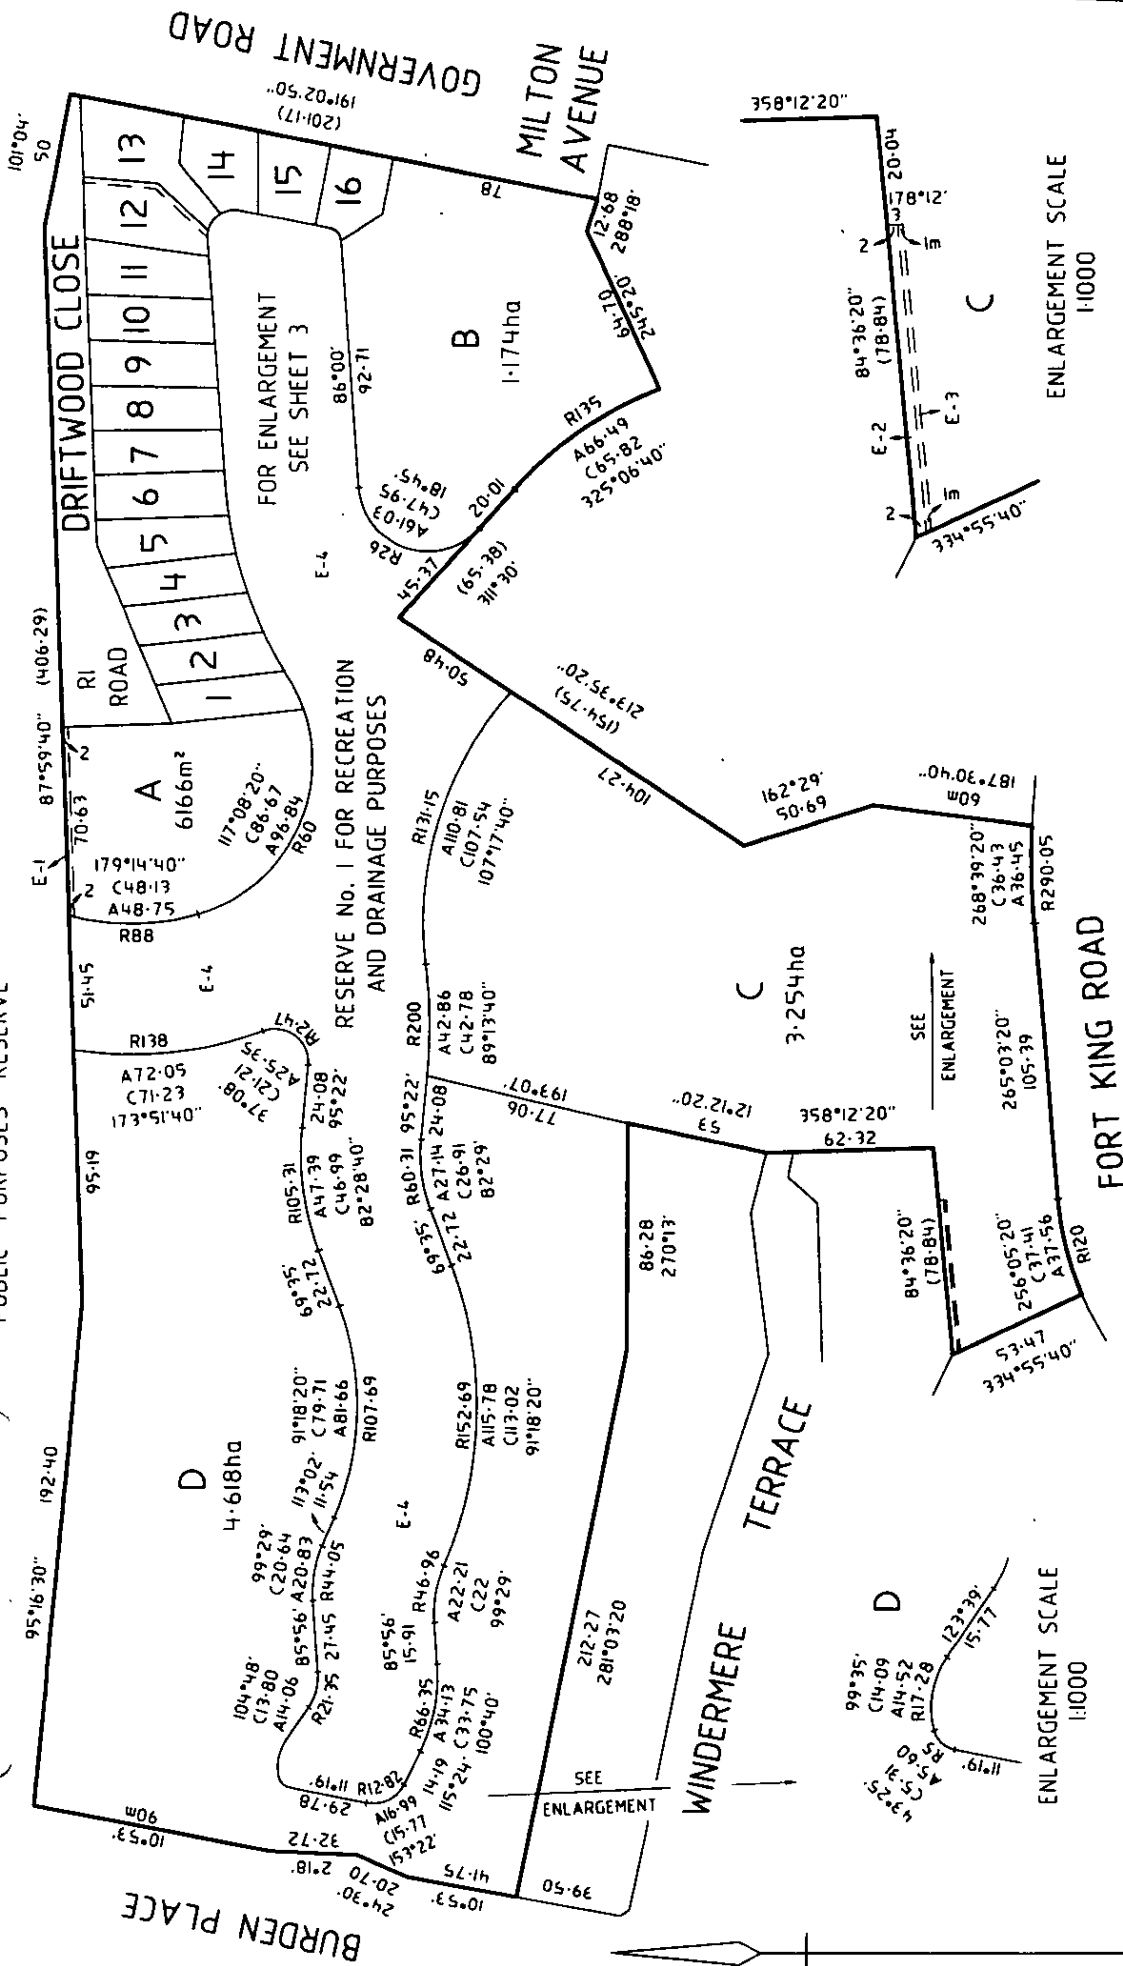 PUBLIC PURPOSES RESERVE
95°16'30"
192·40
95·19
51·45
E-1
70·63
87°59'40" (406·29)
101°04'
50
DRIFTWOOD CLOSE
GOVERNMENT ROAD
191°02'50"
(201·17)
78
MILTON
AVENUE
R1
ROAD
1
2
3
4
5
6
7
8
9
10
11
12
13
14
15
16
A
6166m²
2
2
179°14'40"
C48·13
A48·75
R88
117°08'20"
C86·67
A96·84
R60
E-4
FOR ENLARGEMENT
SEE SHEET 3
86°00'
92·71
E-4
R26
A61·03
C47·95
18°45'
B
1·174ha
12·68
288°18'
64·70
245°20'
R135
A66·49
C65·82
325°06'40"
20·01
45·37
(65·38)
311°30'
50·48
213°35'20"
(154·75)
104·27
RESERVE No. 1 FOR RECREATION
AND DRAINAGE PURPOSES
R131·15
A110·81
C107·54
107°17'40"
R200
A42·86
C42·78
89°13'40"
R138
A72·05
C71·23
173°51'40"
R12·47
A25·35
C21·21
37°08'
24·08
95°22'
R105·31
A47·39
C46·99
82°28'40"
69°35'
22·72
91°18'20"
C79·71
A81·66
R107·69
113°02'
11·54
99°29'
C20·64
A20·83
R44·05
85°56'
27·45
104°48'
C13·80
A14·06
R21·35
D
4·618ha
E-4
95°22'
24·08
R60·31
A27·14
C26·91
82°29'
69°35'
22·72
R152·69
A115·78
C113·02
91°18'20"
R46·96
A22·21
C22
99°29'
85°56'
15·91
R66·35
A34·13
C33·75
100°40'
14·19
115°24'
R12·82
A16·99
C15·77
153°22'
29·78
11°19'
BURDEN PLACE
10°53'
90m
2°18'
32·72
24°30'
20·70
10°53'
41·75
39·50
SEE
ENLARGEMENT
212·27
281°03'20
86·28
270°13'
193°07'
77·06
12°12'20"
53
358°12'20"
62·32
84°36'20"
(78·84)
C
3·254ha
SEE
ENLARGEMENT
187°30'40"
60m
268°39'20"
C36·43
A36·45
R290·05
265°03'20"
105·39
256°05'20"
C37·41
A37·56
R120
53·47
334°55'40"
FORT KING ROAD
WINDERMERE TERRACE
D
99°35'
C14·09
A14·52
R17·28
123°39'
15·77
R5
A5·60
C5·31
43°25'
11°19'
ENLARGEMENT SCALE
1:1000
358°12'20"
20·04
178°12'
3
2
1m
84°36'20"
(78·84)
E-2
E-3
2
1m
334°55'40"
C
ENLARGEMENT SCALE
1:1000